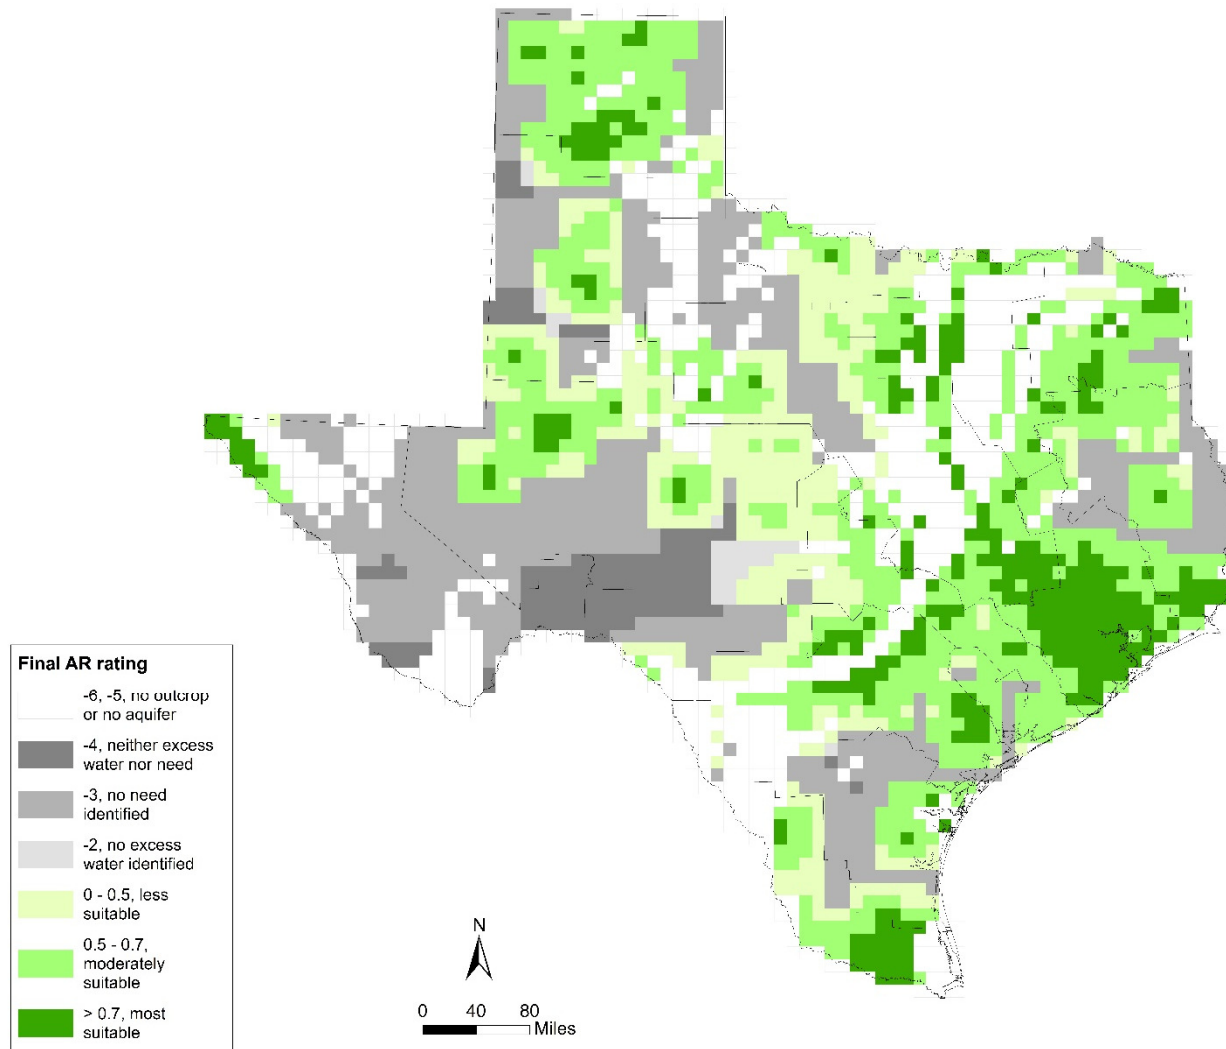 Final AR rating
-6, -5, no outcrop
or no aquifer
-4, neither excess
water nor need
-3, no need
identified
-2, no excess
water identified
0 - 0.5, less
suitable
0.5 - 0.7,
moderately
suitable
> 0.7, most
suitable
N
0 40 80
Miles